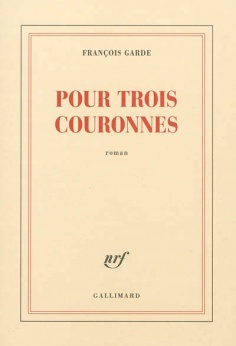 FRANÇOIS GARDE
POUR TROIS
COURONNES
roman
nrf
GALLIMARD